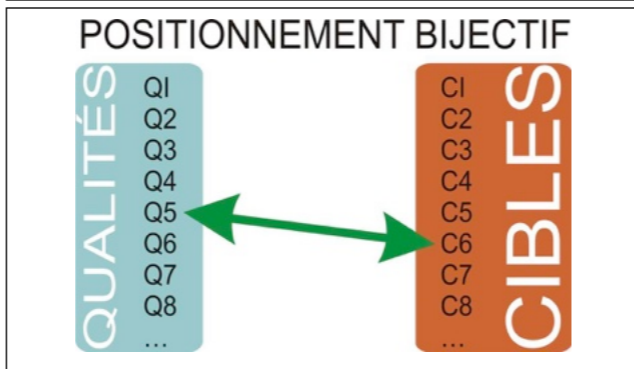 POSITIONNEMENT BIJECTIF
QUALITÉS
QI
Q2
Q3
Q4
Q5
Q6
Q7
Q8
...
CI
C2
C3
C4
C5
C6
C7
C8
...
CIBLES